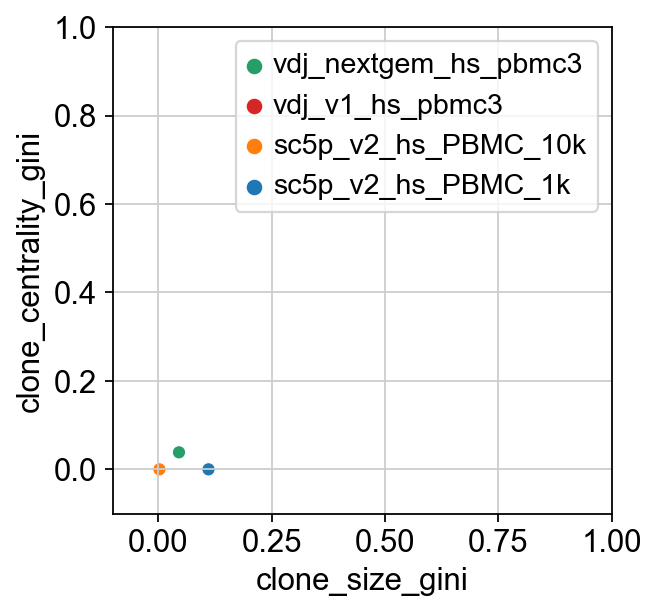 1.0
0.8
0.6
0.4
0.2
0.0
clone_centrality_gini
vdj_nextgem_hs_pbmc3
vdj_v1_hs_pbmc3
sc5p_v2_hs_PBMC_10k
sc5p_v2_hs_PBMC_1k
0.00 0.25 0.50 0.75 1.00
clone_size_gini